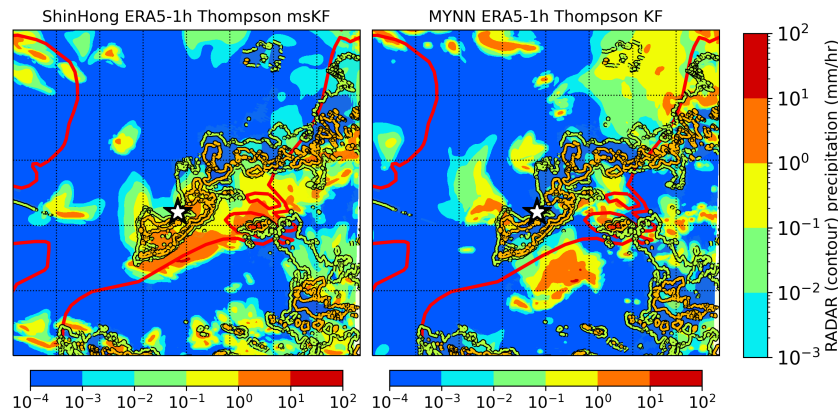 ShinHong ERA5-1h Thompson msKF
MYNN ERA5-1h Thompson KF
10²
10¹
10⁰
10⁻¹
10⁻²
10⁻³
RADAR (contour) precipitation (mm/hr)
10⁻⁴ 10⁻³ 10⁻² 10⁻¹ 10⁰ 10¹ 10²
10⁻⁴ 10⁻³ 10⁻² 10⁻¹ 10⁰ 10¹ 10²